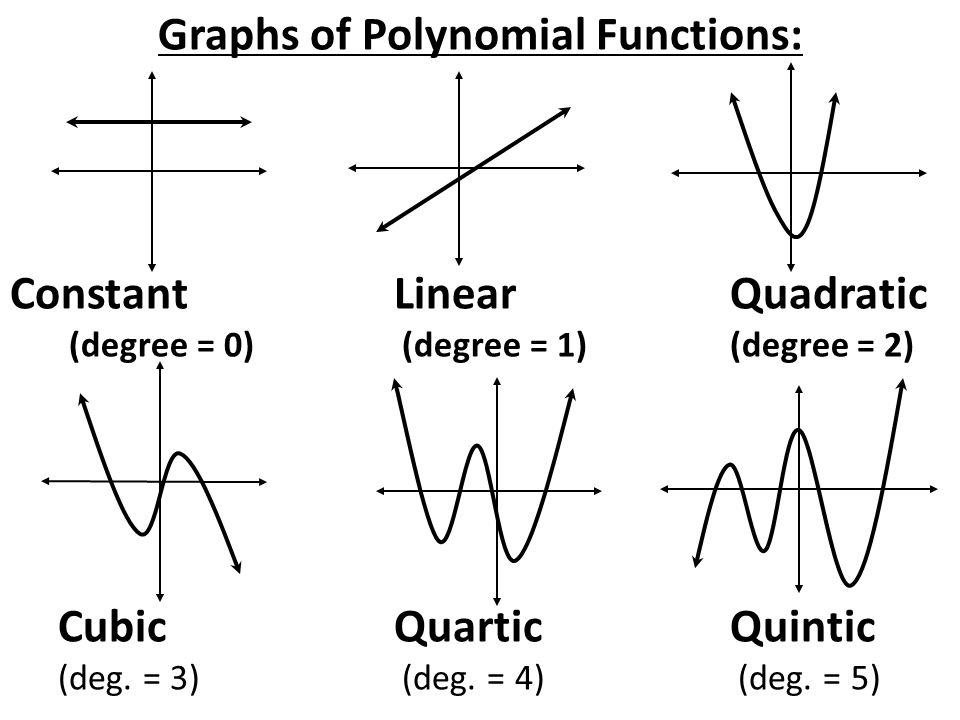 Graphs of Polynomial Functions:
Constant
(degree = 0)
Linear
(degree = 1)
Quadratic
(degree = 2)
Cubic
(deg. = 3)
Quartic
(deg. = 4)
Quintic
(deg. = 5)